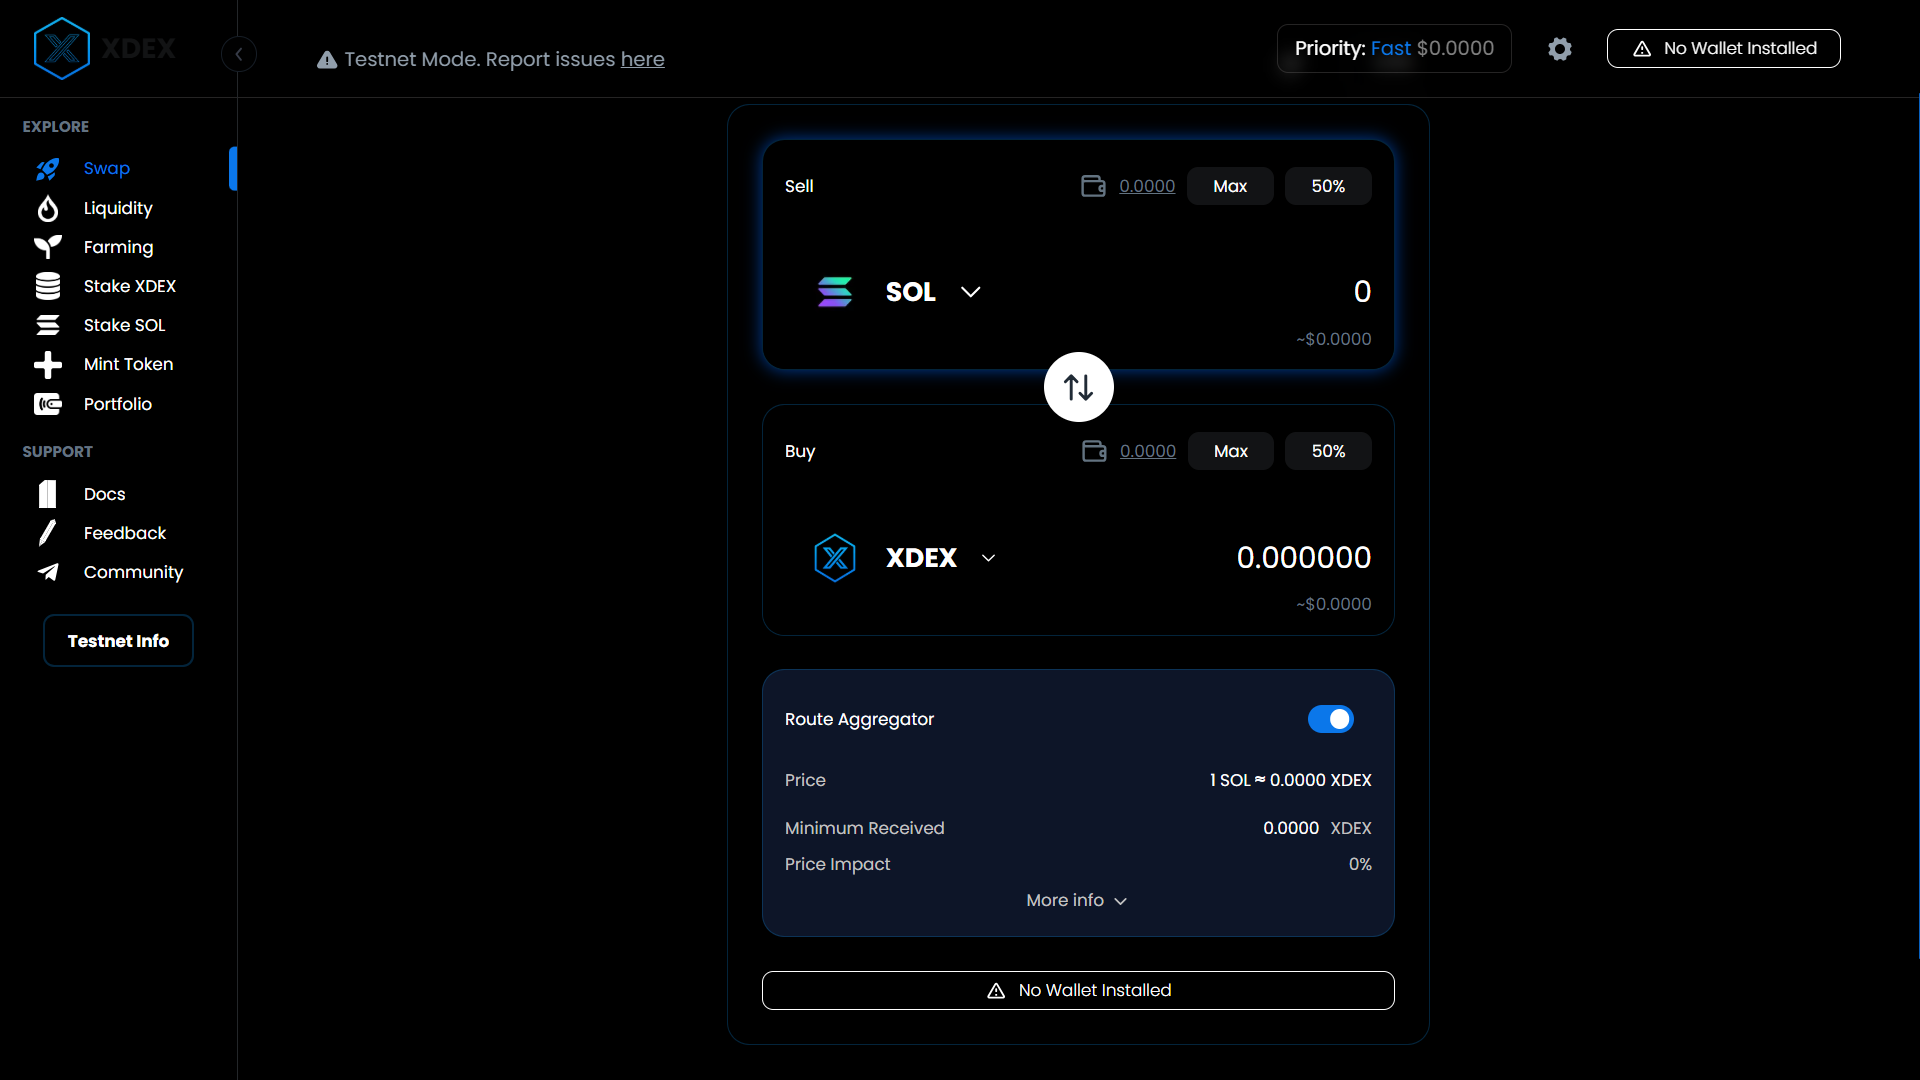 XDEX
Testnet Mode. Report issues here
Priority: Fast $0.0000
No Wallet Installed
EXPLORE
Swap
Liquidity
Farming
Stake XDEX
Stake SOL
Mint Token
Portfolio
SUPPORT
Docs
Feedback
Community
Testnet Info
Sell 0.0000 Max 50%
SOL 0
~$0.0000
Buy 0.0000 Max 50%
XDEX 0.000000
~$0.0000
Route Aggregator
Price 1 SOL ≈ 0.0000 XDEX
Minimum Received 0.0000 XDEX
Price Impact 0%
More info
No Wallet Installed